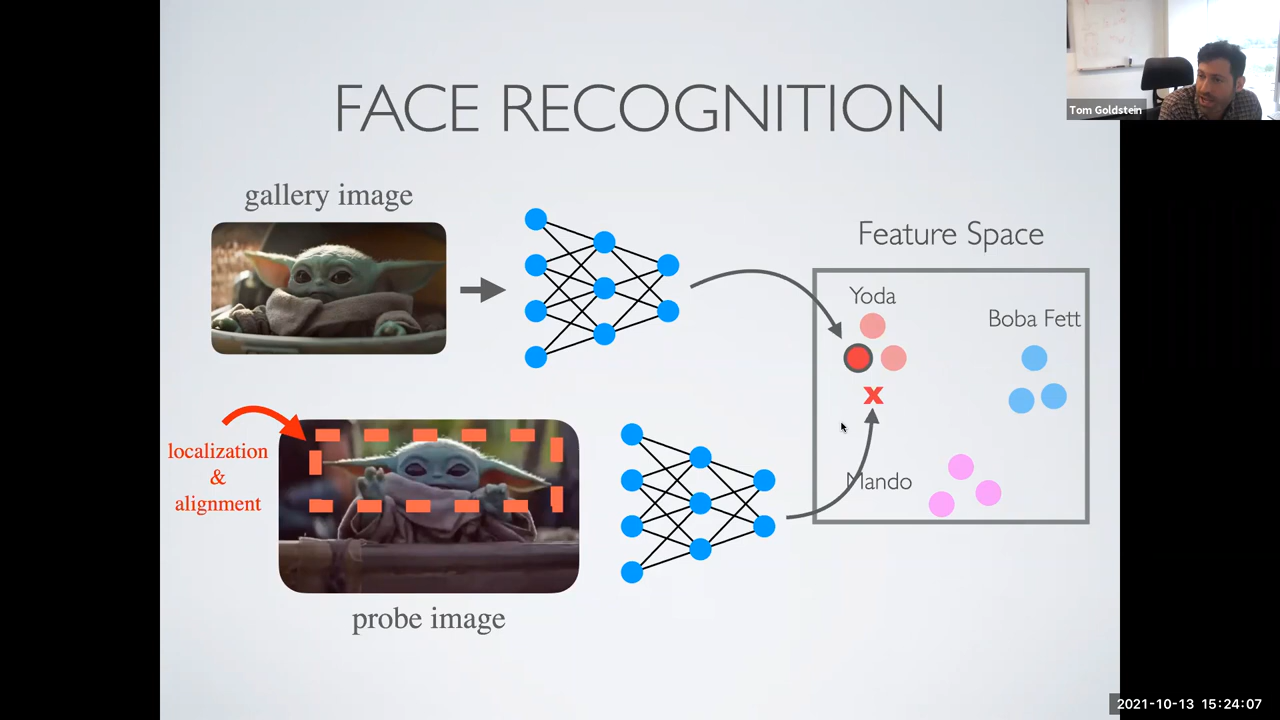 FACE RECOGNITION
Tom Goldstein
gallery image
Feature Space
Yoda
Boba Fett
x
localization
&
alignment
Mando
probe image
2021-10-13 15:24:07